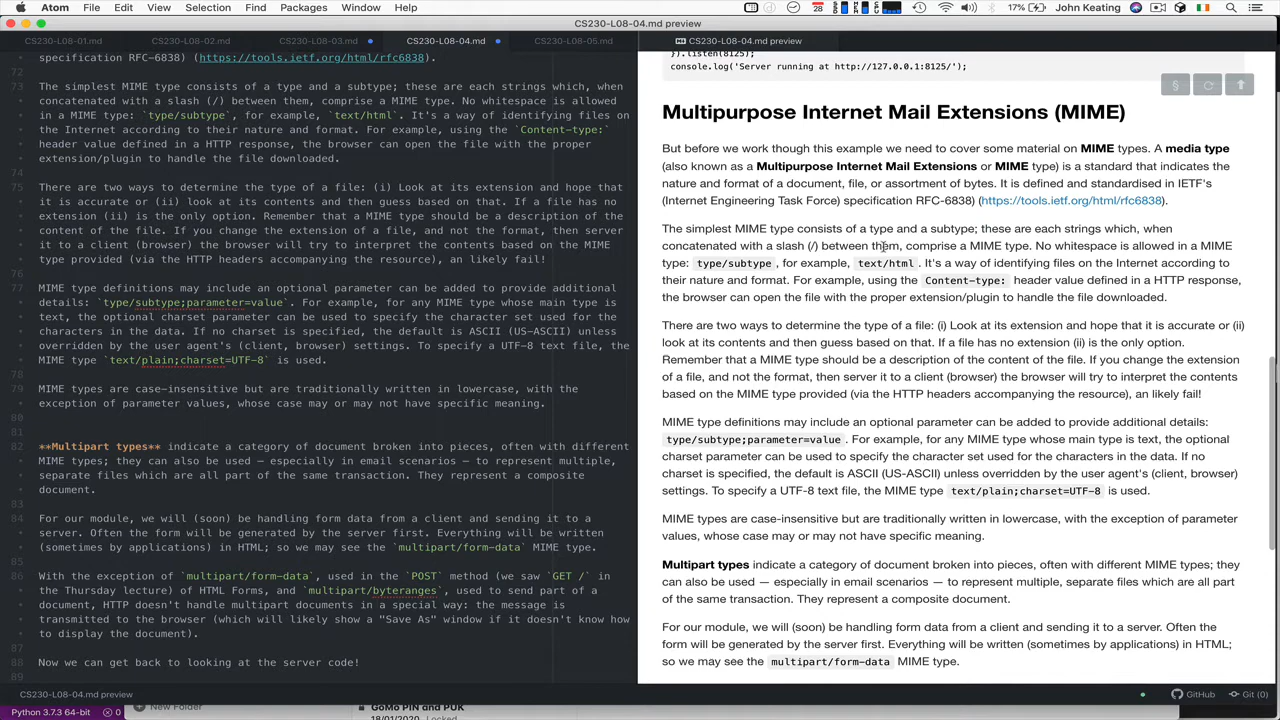 Atom File Edit View Selection Find Packages Window Help 28 17% John Keating
CS230-L08-04.md preview
CS230-L08-01.md CS230-L08-02.md CS230-L08-03.md CS230-L08-04.md CS230-L08-05.md
specification RFC-6838) (https://tools.ietf.org/html/rfc6838).
72
73 The simplest MIME type consists of a type and a subtype; these are each strings which, when
concatenated with a slash (/) between them, comprise a MIME type. No whitespace is allowed
in a MIME type: `type/subtype`, for example, `text/html`. It's a way of identifying files on
the Internet according to their nature and format. For example, using the `Content-type:`
header value defined in a HTTP response, the browser can open the file with the proper
extension/plugin to handle the file downloaded.
74
75 There are two ways to determine the type of a file: (i) Look at its extension and hope that
it is accurate or (ii) look at its contents and then guess based on that. If a file has no
extension (ii) is the only option. Remember that a MIME type should be a description of the
content of the file. If you change the extension of a file, and not the format, then server
it to a client (browser) the browser will try to interpret the contents based on the MIME
type provided (via the HTTP headers accompanying the resource), an likely fail!
76
77 MIME type definitions may include an optional parameter can be added to provide additional
details: `type/subtype;parameter=value`. For example, for any MIME type whose main type is
text, the optional charset parameter can be used to specify the character set used for the
characters in the data. If no charset is specified, the default is ASCII (US-ASCII) unless
overridden by the user agent's (client, browser) settings. To specify a UTF-8 text file, the
MIME type `text/plain;charset=UTF-8` is used.
78
79 MIME types are case-insensitive but are traditionally written in lowercase, with the
exception of parameter values, whose case may or may not have specific meaning.
80
81
82 **Multipart types** indicate a category of document broken into pieces, often with different
MIME types; they can also be used — especially in email scenarios — to represent multiple,
separate files which are all part of the same transaction. They represent a composite
document.
83
84 For our module, we will (soon) be handling form data from a client and sending it to a
server. Often the form will be generated by the server first. Everything will be written
(sometimes by applications) in HTML; so we may see the `multipart/form-data` MIME type.
85
86 With the exception of `multipart/form-data`, used in the `POST` method (we saw `GET /` in
the Thursday lecture) of HTML Forms, and `multipart/byteranges`, used to send part of a
document, HTTP doesn't handle multipart documents in a special way: the message is
transmitted to the browser (which will likely show a "Save As" window if it doesn't know how
to display the document).
87
88 Now we can get back to looking at the server code!
89
CS230-L08-04.md preview
}).listen(8125);
console.log('Server running at http://127.0.0.1:8125/');
Multipurpose Internet Mail Extensions (MIME)
But before we work though this example we need to cover some material on MIME types. A media type
(also known as a Multipurpose Internet Mail Extensions or MIME type) is a standard that indicates the
nature and format of a document, file, or assortment of bytes. It is defined and standardised in IETF's
(Internet Engineering Task Force) specification RFC-6838) (https://tools.ietf.org/html/rfc6838).
The simplest MIME type consists of a type and a subtype; these are each strings which, when
concatenated with a slash (/) between them, comprise a MIME type. No whitespace is allowed in a MIME
type: type/subtype, for example, text/html. It's a way of identifying files on the Internet according to
their nature and format. For example, using the Content-type: header value defined in a HTTP response,
the browser can open the file with the proper extension/plugin to handle the file downloaded.
There are two ways to determine the type of a file: (i) Look at its extension and hope that it is accurate or (ii)
look at its contents and then guess based on that. If a file has no extension (ii) is the only option.
Remember that a MIME type should be a description of the content of the file. If you change the extension
of a file, and not the format, then server it to a client (browser) the browser will try to interpret the contents
based on the MIME type provided (via the HTTP headers accompanying the resource), an likely fail!
MIME type definitions may include an optional parameter can be added to provide additional details:
type/subtype;parameter=value. For example, for any MIME type whose main type is text, the optional
charset parameter can be used to specify the character set used for the characters in the data. If no
charset is specified, the default is ASCII (US-ASCII) unless overridden by the user agent's (client, browser)
settings. To specify a UTF-8 text file, the MIME type text/plain;charset=UTF-8 is used.
MIME types are case-insensitive but are traditionally written in lowercase, with the exception of parameter
values, whose case may or may not have specific meaning.
Multipart types indicate a category of document broken into pieces, often with different MIME types; they
can also be used — especially in email scenarios — to represent multiple, separate files which are all part
of the same transaction. They represent a composite document.
For our module, we will (soon) be handling form data from a client and sending it to a server. Often the
form will be generated by the server first. Everything will be written (sometimes by applications) in HTML;
so we may see the multipart/form-data MIME type.
CS230-L08-04.md preview GitHub Git (0)
Python 3.7.3 64-bit 0 New Folder GoMo PIN and PUK
18/01/2020 Locked